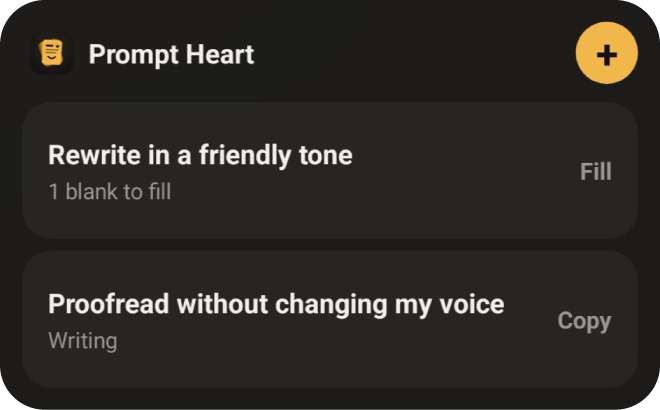 Prompt Heart
+
Rewrite in a friendly tone
1 blank to fill
Fill
Proofread without changing my voice
Writing
Copy